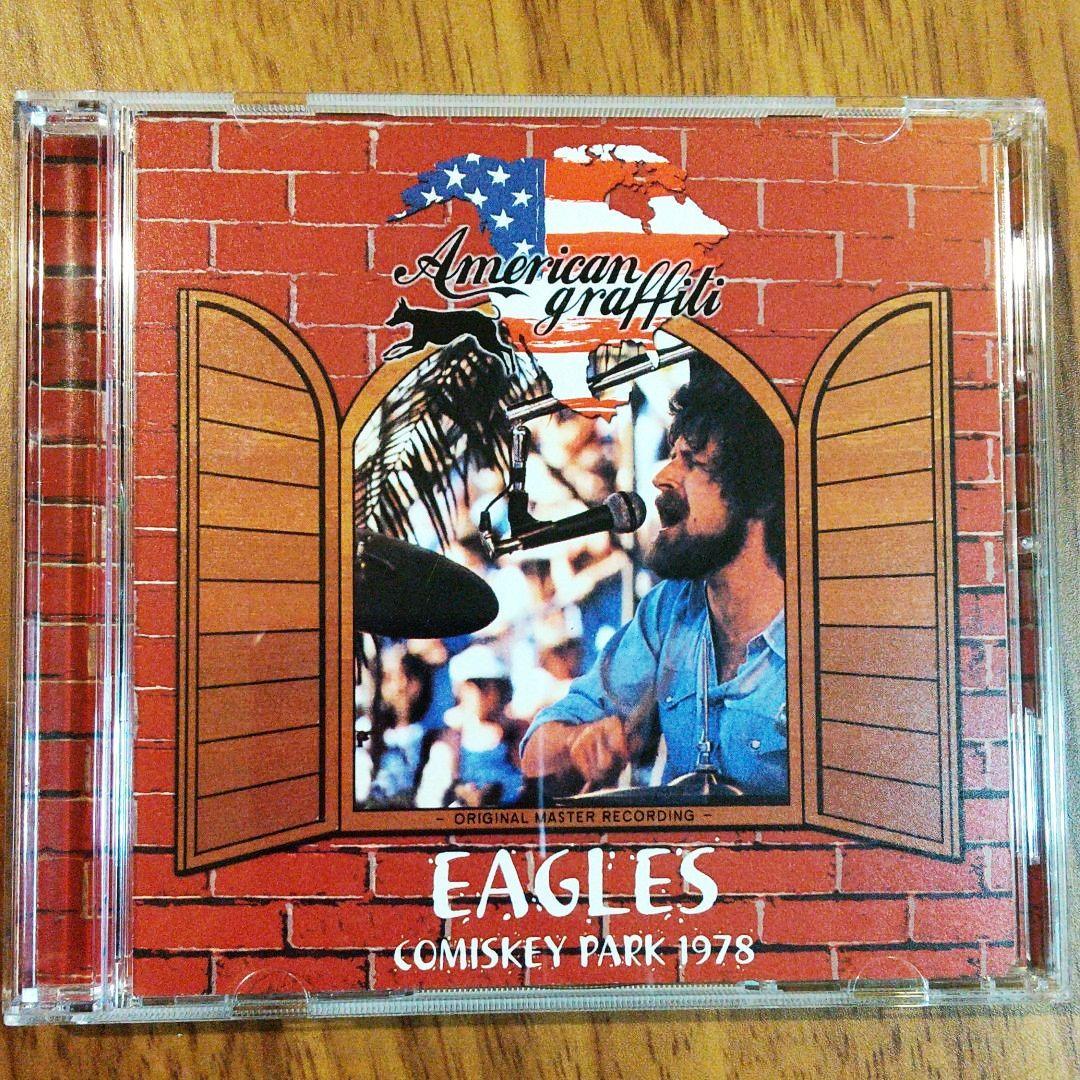 American
graffiti
- ORIGINAL MASTER RECORDING -
EAGLES
COMISKEY PARK 1978